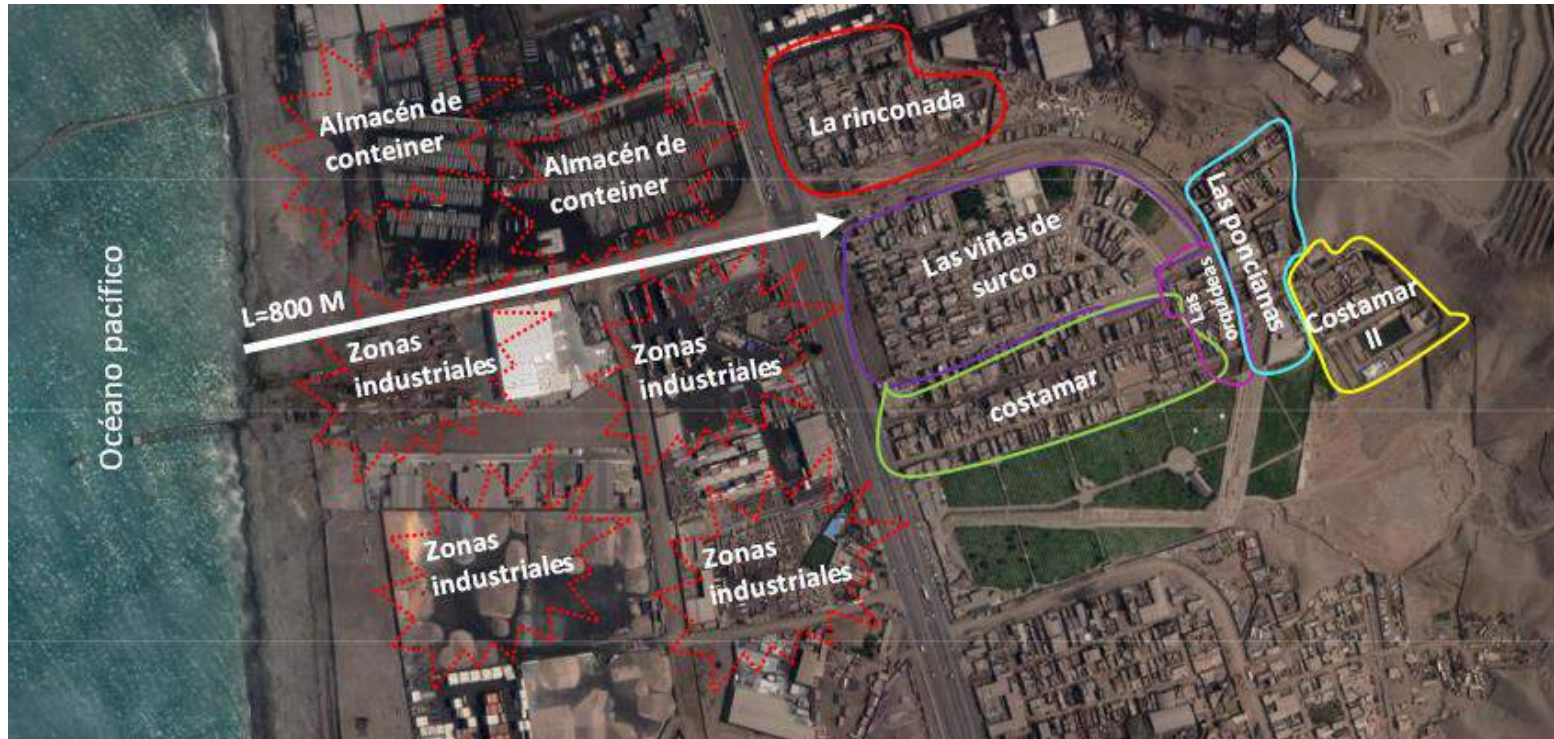 Almacén de
conteiner
Almacén de
conteiner
La rinconada
Las viñas de
surco
Las poncianas
Las
orquideas
Costamar
II
costamar
L=800 M
Océano pacífico
Zonas
industriales
Zonas
industriales
Zonas
industriales
Zonas
industriales